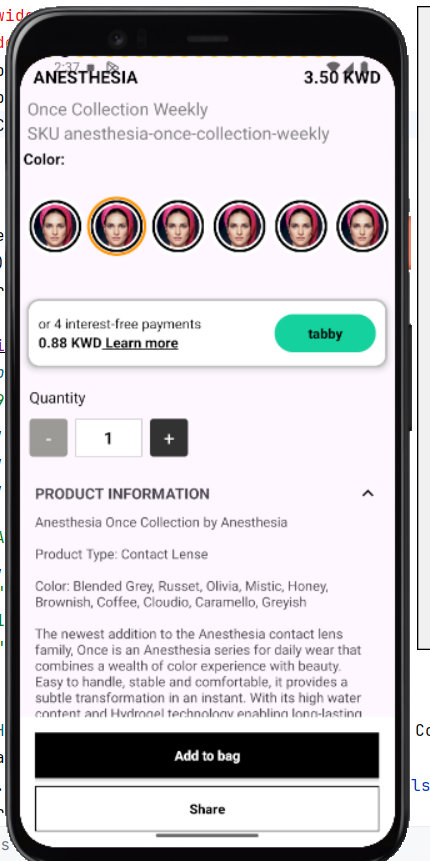 2:37
ANESTHESIA 3.50 KWD
Once Collection Weekly
SKU anesthesia-once-collection-weekly
Color:
or 4 interest-free payments
0.88 KWD Learn more
tabby
Quantity
- 1 +
PRODUCT INFORMATION
Anesthesia Once Collection by Anesthesia
Product Type: Contact Lense
Color: Blended Grey, Russet, Olivia, Mistic, Honey,
Brownish, Coffee, Cloudio, Caramello, Greyish
The newest addition to the Anesthesia contact lens
family, Once is an Anesthesia series for daily wear that
combines a wealth of color experience with beauty.
Easy to handle, stable and comfortable, it provides a
subtle transformation in an instant. With its high water
content and Hydrogel technology enabling long-lasting
Add to bag
Share